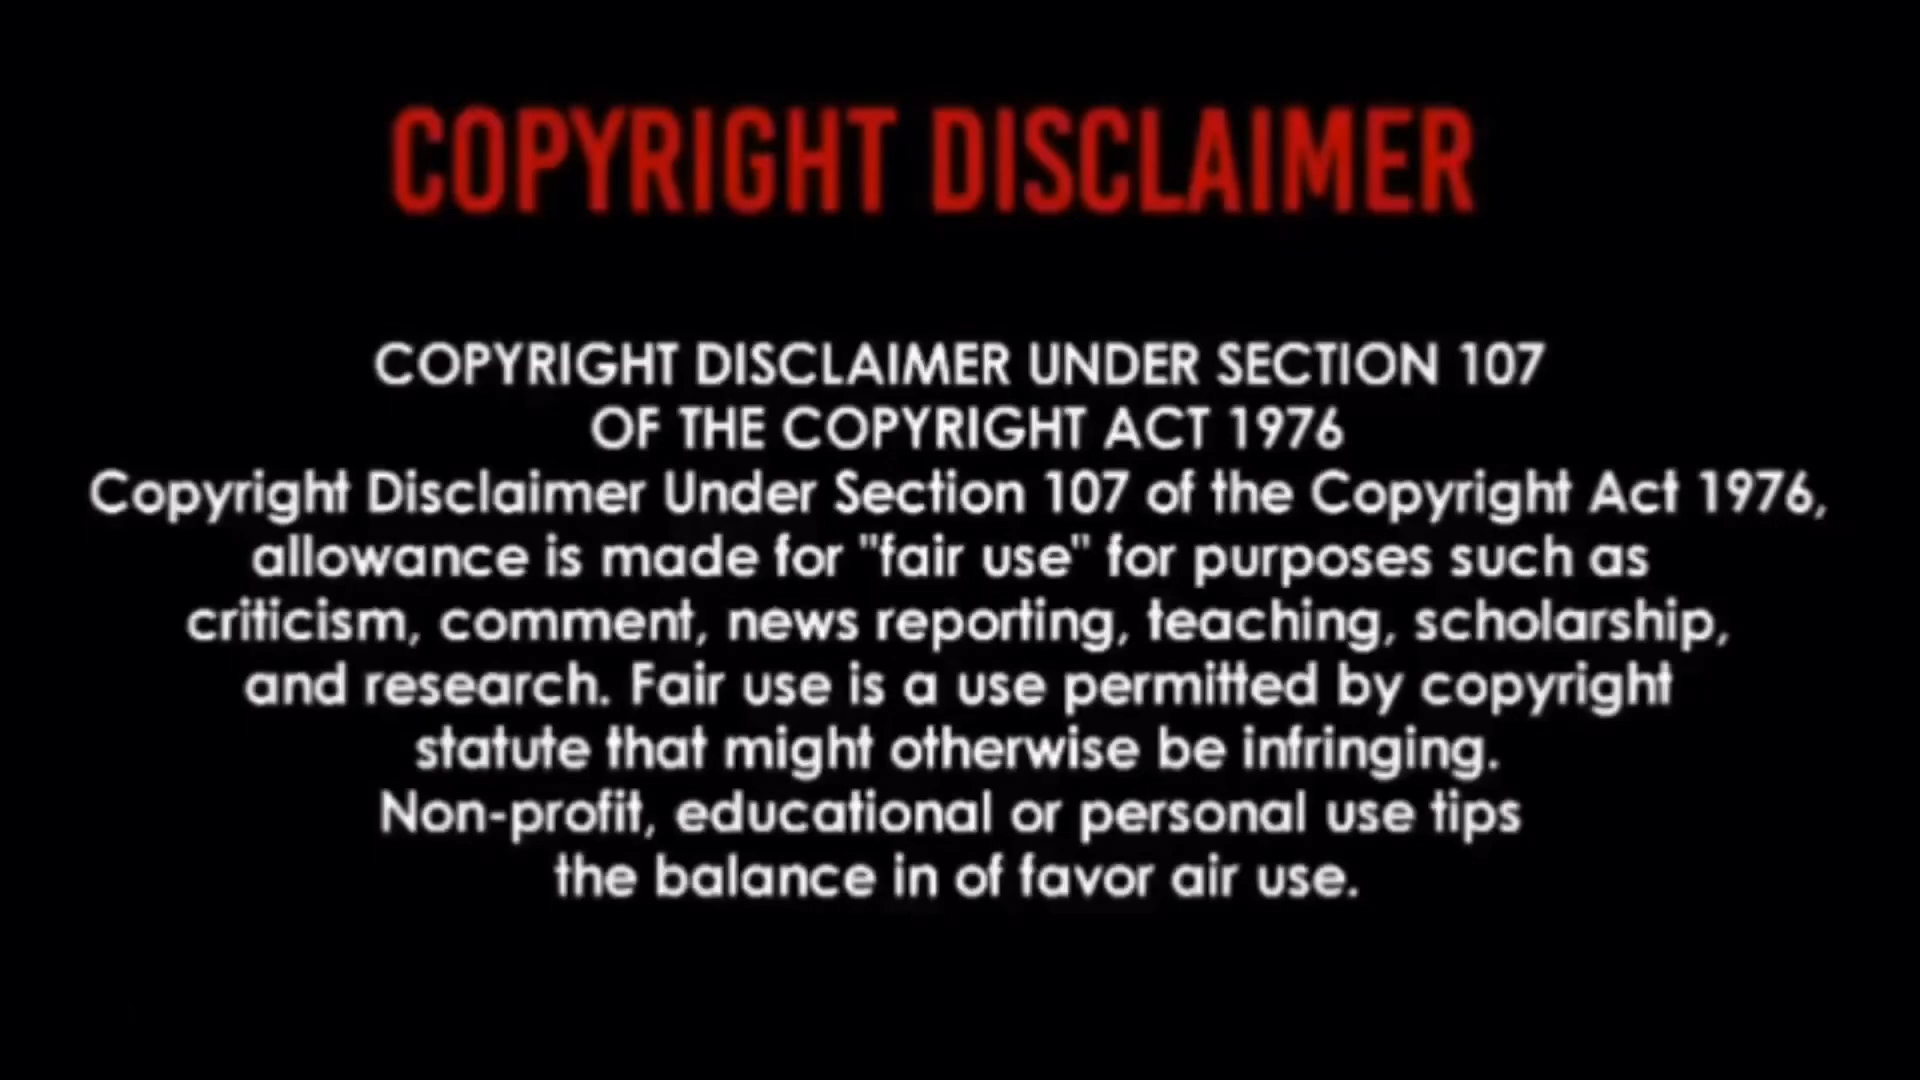 COPYRIGHT DISCLAIMER
COPYRIGHT DISCLAIMER UNDER SECTION 107
OF THE COPYRIGHT ACT 1976
Copyright Disclaimer Under Section 107 of the Copyright Act 1976,
allowance is made for "fair use" for purposes such as
criticism, comment, news reporting, teaching, scholarship,
and research. Fair use is a use permitted by copyright
statute that might otherwise be infringing.
Non-profit, educational or personal use tips
the balance in of favor air use.